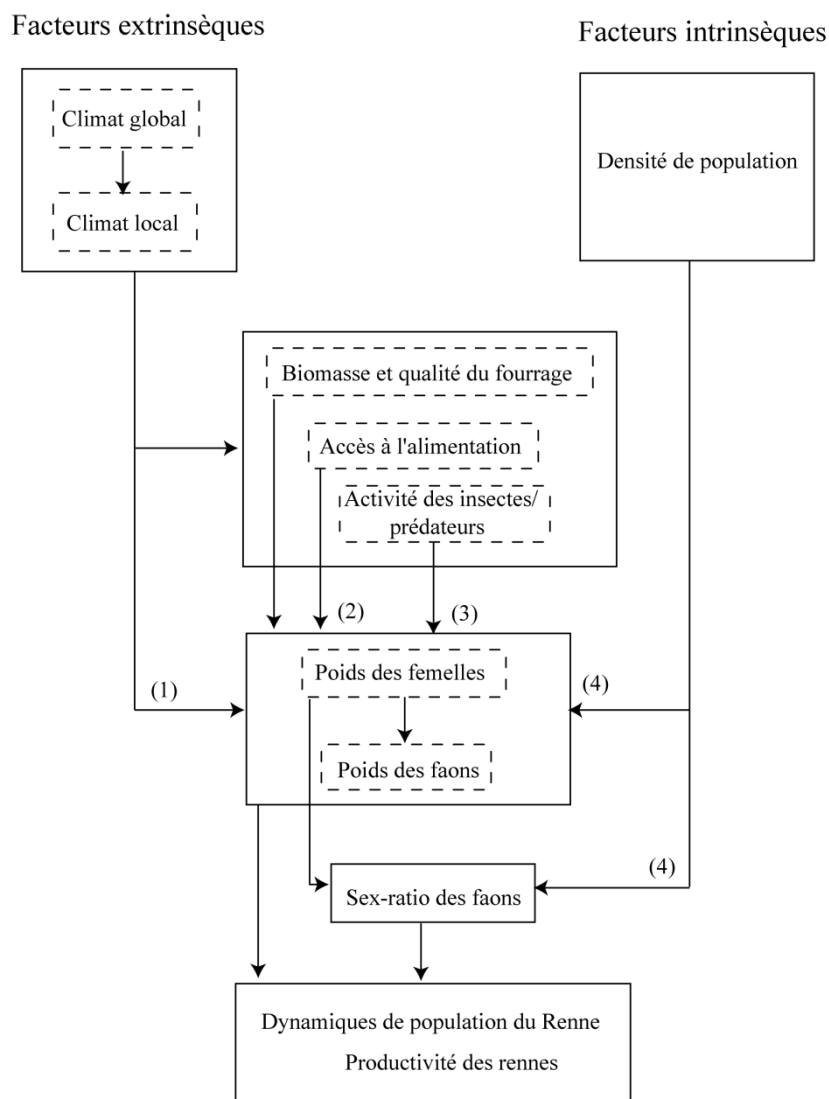 Facteurs extrinsèques
Facteurs intrinsèques
Climat global
Climat local
Densité de population
Biomasse et qualité du fourrage
Accès à l'alimentation
Activité des insectes/
prédateurs
(2)
(3)
(1)
(4)
Poids des femelles
Poids des faons
(4)
Sex-ratio des faons
Dynamiques de population du Renne
Productivité des rennes